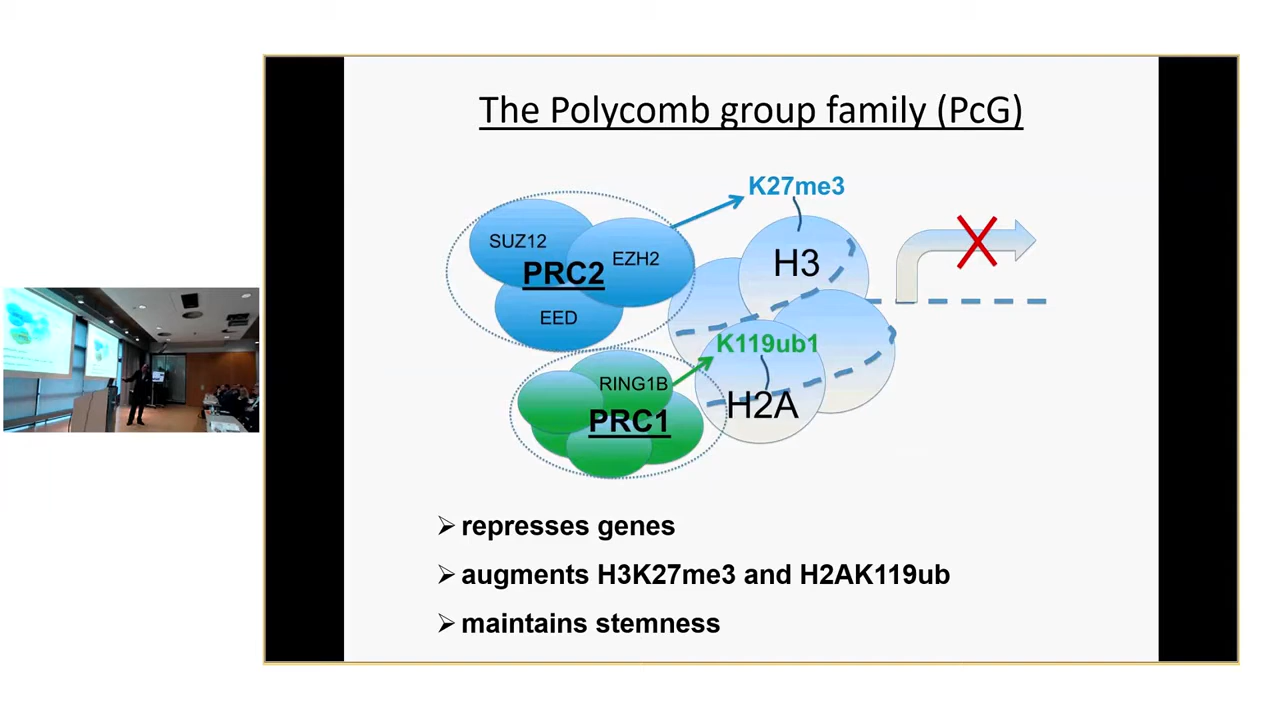 The Polycomb group family (PcG)
K27me3
SUZ12
EZH2
PRC2
H3
EED
K119ub1
RING1B
PRC1
H2A
➢ represses genes
➢ augments H3K27me3 and H2AK119ub
➢ maintains stemness